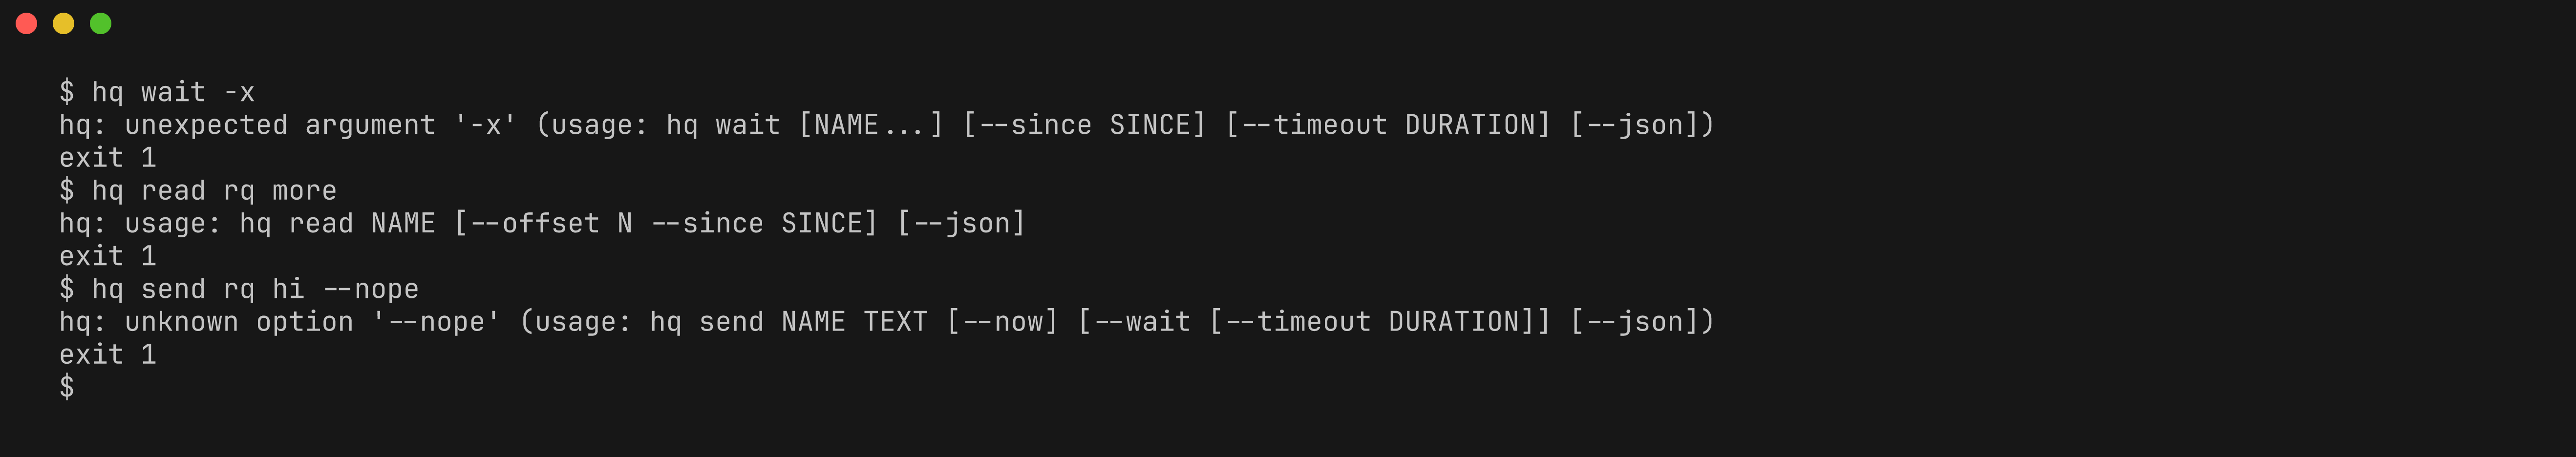 $ hq wait -x
hq: unexpected argument '-x' (usage: hq wait [NAME...] [--since SINCE] [--timeout DURATION] [--json])
exit 1
$ hq read rq more
hq: usage: hq read NAME [--offset N --since SINCE] [--json]
exit 1
$ hq send rq hi --nope
hq: unknown option '--nope' (usage: hq send NAME TEXT [--now] [--wait [--timeout DURATION]] [--json])
exit 1
$